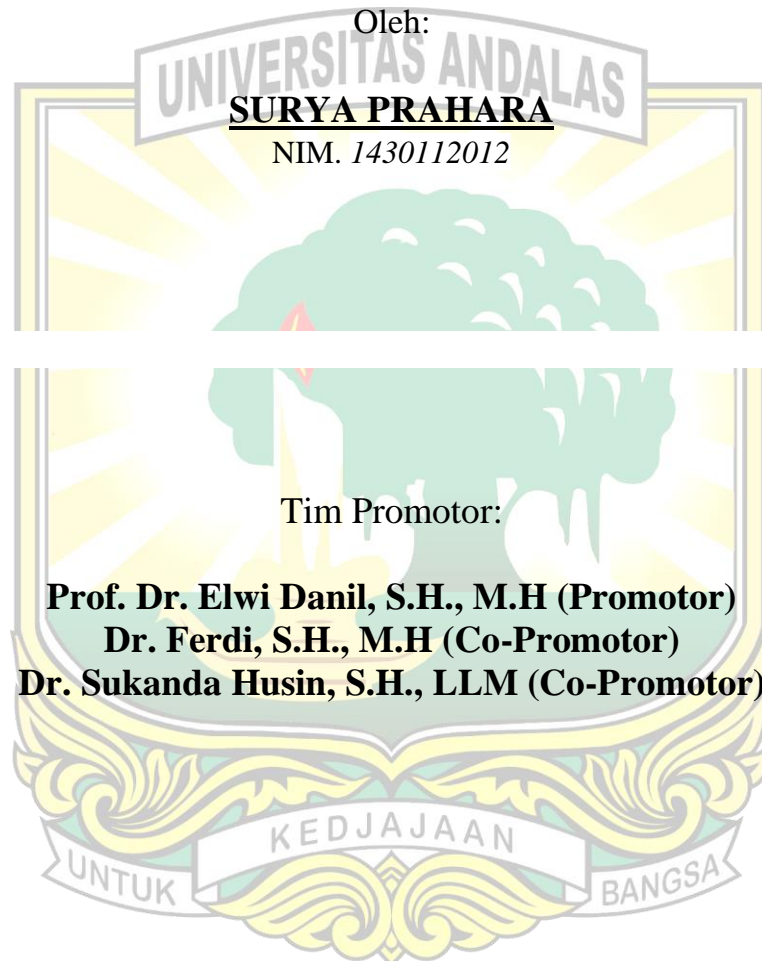 Oleh:
UNIVERSITAS ANDALAS
SURYA PRAHARA
NIM. 1430112012
Tim Promotor:
Prof. Dr. Elwi Danil, S.H., M.H (Promotor)
Dr. Ferdi, S.H., M.H (Co-Promotor)
Dr. Sukanda Husin, S.H., LLM (Co-Promotor)
UNTUK KEDJAJAAN BANGSA